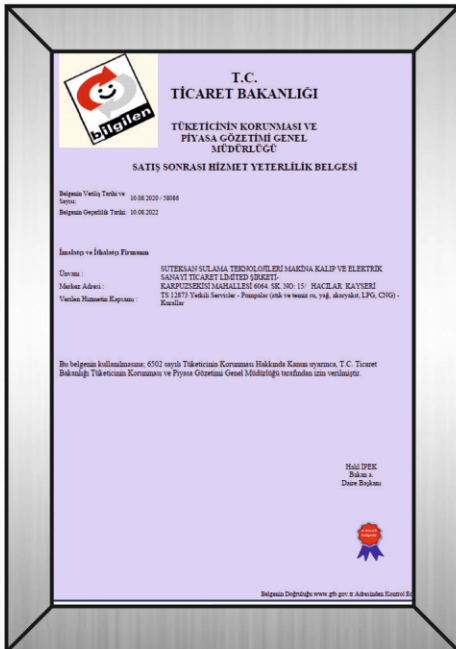 bilgilen
T.C.
TİCARET BAKANLIĞI
TÜKETİCİNİN KORUNMASI VE
PİYASA GÖZETİMİ GENEL
MÜDÜRLÜĞÜ
SATIŞ SONRASI HİZMET YETERLİLİK BELGESİ
Belgenin Veriliş Tarihi ve
Sayısı: 10.08.2020 / 58086
Belgenin Geçerlilik Tarihi: 10.08.2022
İmalatçı ve İthalatçı Firmanın
Ünvanı : SUTEKSAN SULAMA TEKNOLOJİLERİ MAKİNA KALIP VE ELEKTRİK
SANAYİ TİCARET LİMİTED ŞİRKETİ-
Merkez Adresi : KARPUZSEKİSİ MAHALLESİ 6064. SK. NO: 15/ HACILAR KAYSERİ
Verilen Hizmetin Kapsamı : TS 12873 Yetkili Servisler - Pompalar (atık ve temiz su, yağ, akaryakıt, LPG, CNG) -
Kurallar
Bu belgenin kullanılmasına; 6502 sayılı Tüketicinin Korunması Hakkında Kanun uyarınca, T.C. Ticaret
Bakanlığı Tüketicinin Korunması ve Piyasa Gözetimi Genel Müdürlüğü tarafından izin verilmiştir.
Halil İPEK
Bakan a.
Daire Başkanı
Belgenin Doğruluğu www.gtb.gov.tr Adresinden Kontrol